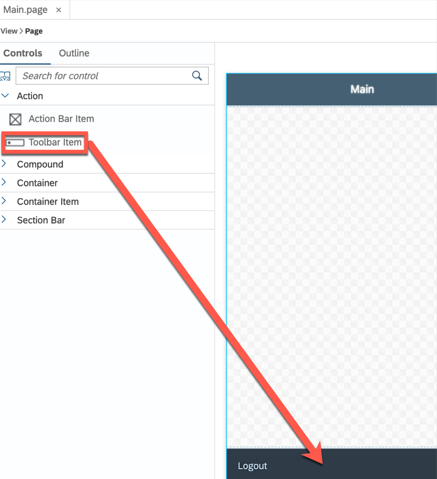 Main.page ×
View > Page
Controls Outline
Search for control
Action
Action Bar Item
Toolbar Item
Compound
Container
Container Item
Section Bar
Main
Logout